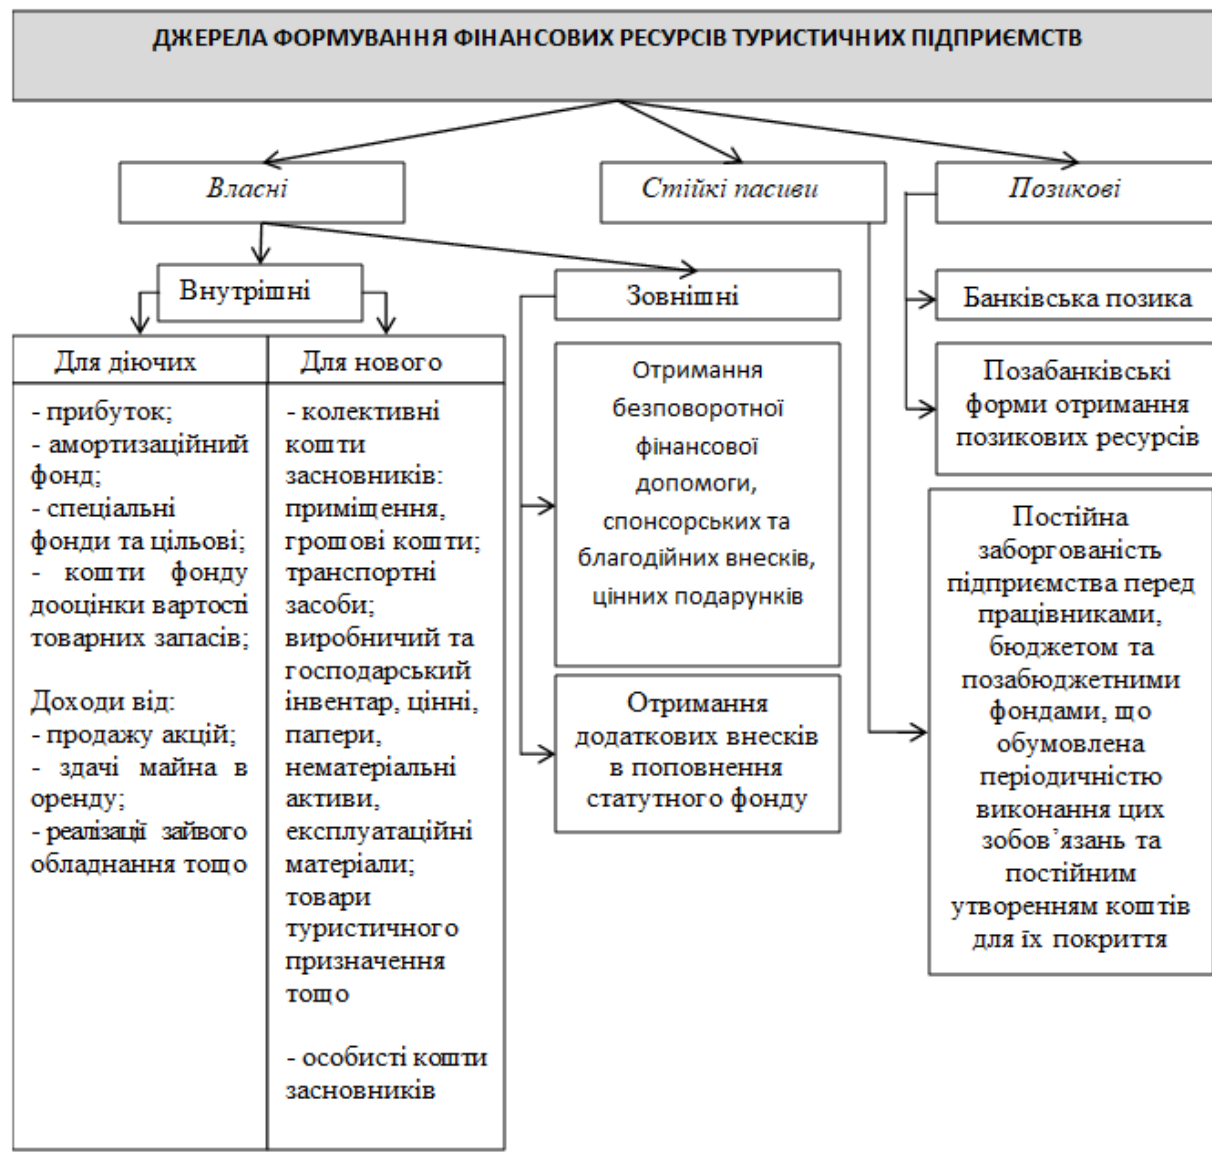 ДЖЕРЕЛА ФОРМУВАННЯ ФІНАНСОВИХ РЕСУРСІВ ТУРИСТИЧНИХ ПІДПРИЄМСТВ
Власні
Стійкі пасиви
Позикові
Внутрішні
Зовнішні
Банківська позика
Для діючих
- прибуток;
- амортизаційний
фонд;
- спеціальні
фонди та цільові;
- кошти фонду
дооцінки вартості
товарних запасів;
Доходи від:
- продажу акцій;
- здачі майна в
оренду;
- реалізації зайвого
обладнання тощо
Для нового
- колективні
кошти
засновників:
приміщення,
грошові кошти;
транспортні
засоби;
виробничий та
господарський
інвентар, цінні,
папери,
нематеріальні
активи,
експлуатаційні
матеріали;
товари
туристичного
призначення
тощо
- особисті кошти
засновників
Отримання
безповоротної
фінансової
допомоги,
спонсорських та
благодійних внесків,
цінних подарунків
Отримання
додаткових внесків
в поповнення
статутного фонду
Позабанківські
форми отримання
позикових ресурсів
Постійна
заборгованість
підприємства перед
працівниками,
бюджетом та
позабюджетними
фондами, що
обумовлена
періодичністю
виконання цих
зобов’язань та
постійним
утворенням коштів
для їх покриття